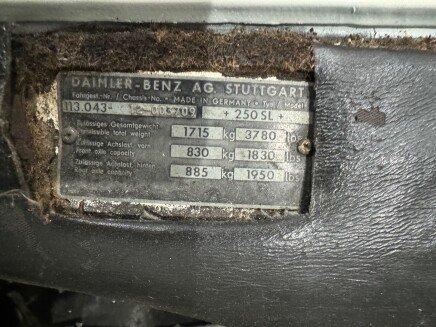 DAIMLER-BENZ AG STUTTGART
Fahrgest.-Nr. / Chassis-No. • MADE IN GERMANY • Typ / Model
113.043- + 250 SL +
Zulässiges Gesamtgewicht
Permissible total weight 1715 kg 3780 lbs
Zulässige Achslast, vorn
Front axle capacity 830 kg 1830 lbs
Zulässige Achslast, hinten
Rear axle capacity 885 kg 1950 lbs